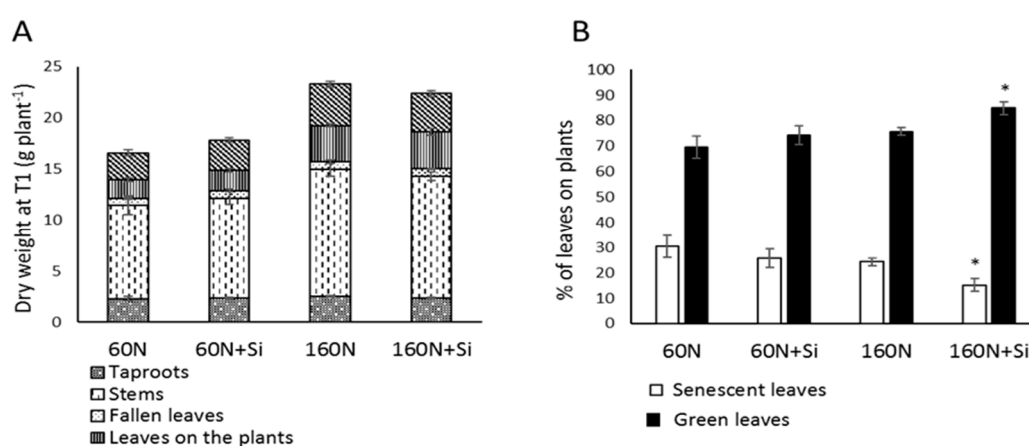 A
Dry weight at T1 (g plant-1)
25
20
15
10
5
0
60N 60N+Si 160N 160N+Si
Taproots
Stems
Fallen leaves
Leaves on the plants
B
% of leaves on plants
100
90
80
70
60
50
40
30
20
10
0
* *
60N 60N+Si 160N 160N+Si
Senescent leaves
Green leaves